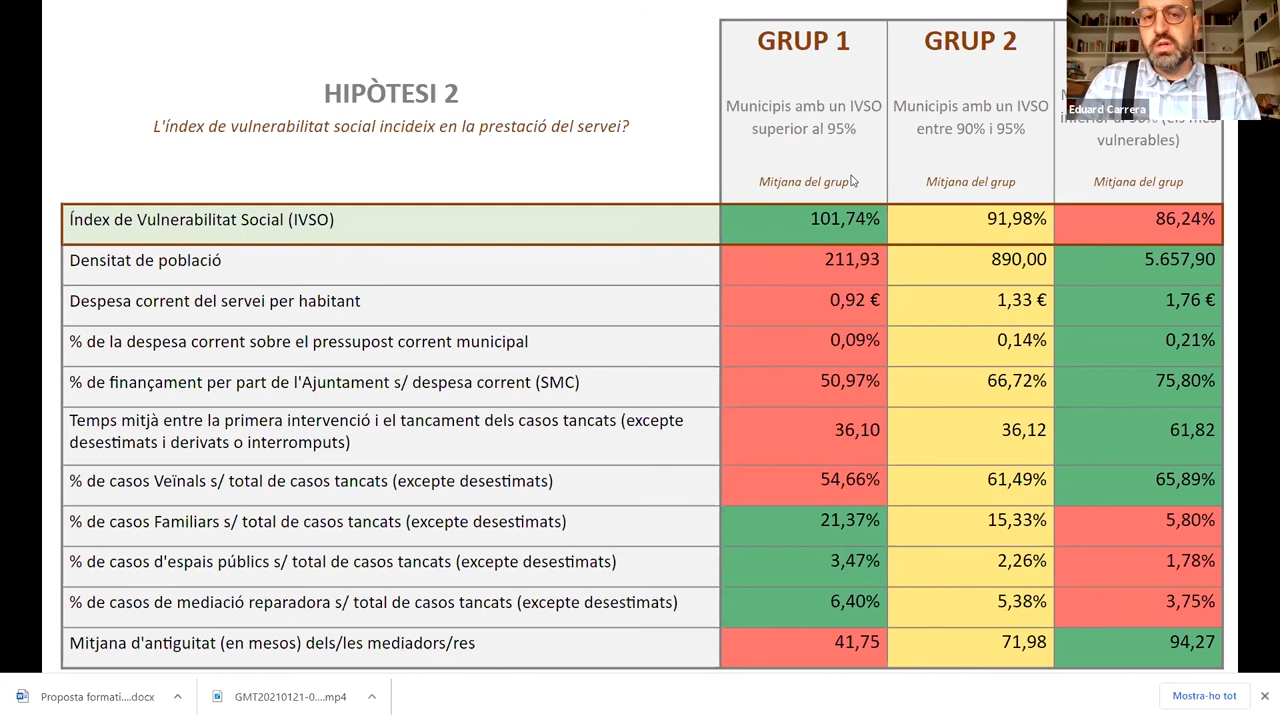 HIPÒTESI 2
L'índex de vulnerabilitat social incideix en la prestació del servei?
GRUP 1
Municipis amb un IVSO
superior al 95%
Mitjana del grup
GRUP 2
Municipis amb un IVSO
entre 90% i 95%
Mitjana del grup
Eduard Carrera
vulnerables)
Mitjana del grup
Índex de Vulnerabilitat Social (IVSO) 101,74% 91,98% 86,24%
Densitat de població 211,93 890,00 5.657,90
Despesa corrent del servei per habitant 0,92 € 1,33 € 1,76 €
% de la despesa corrent sobre el pressupost corrent municipal 0,09% 0,14% 0,21%
% de finançament per part de l'Ajuntament s/ despesa corrent (SMC) 50,97% 66,72% 75,80%
Temps mitjà entre la primera intervenció i el tancament dels casos tancats (excepte
desestimats i derivats o interromputs) 36,10 36,12 61,82
% de casos Veïnals s/ total de casos tancats (excepte desestimats) 54,66% 61,49% 65,89%
% de casos Familiars s/ total de casos tancats (excepte desestimats) 21,37% 15,33% 5,80%
% de casos d'espais públics s/ total de casos tancats (excepte desestimats) 3,47% 2,26% 1,78%
% de casos de mediació reparadora s/ total de casos tancats (excepte desestimats) 6,40% 5,38% 3,75%
Mitjana d'antiguitat (en mesos) dels/les mediadors/res 41,75 71,98 94,27
Proposta formati....docx
GMT20210121-0....mp4
Mostra-ho tot